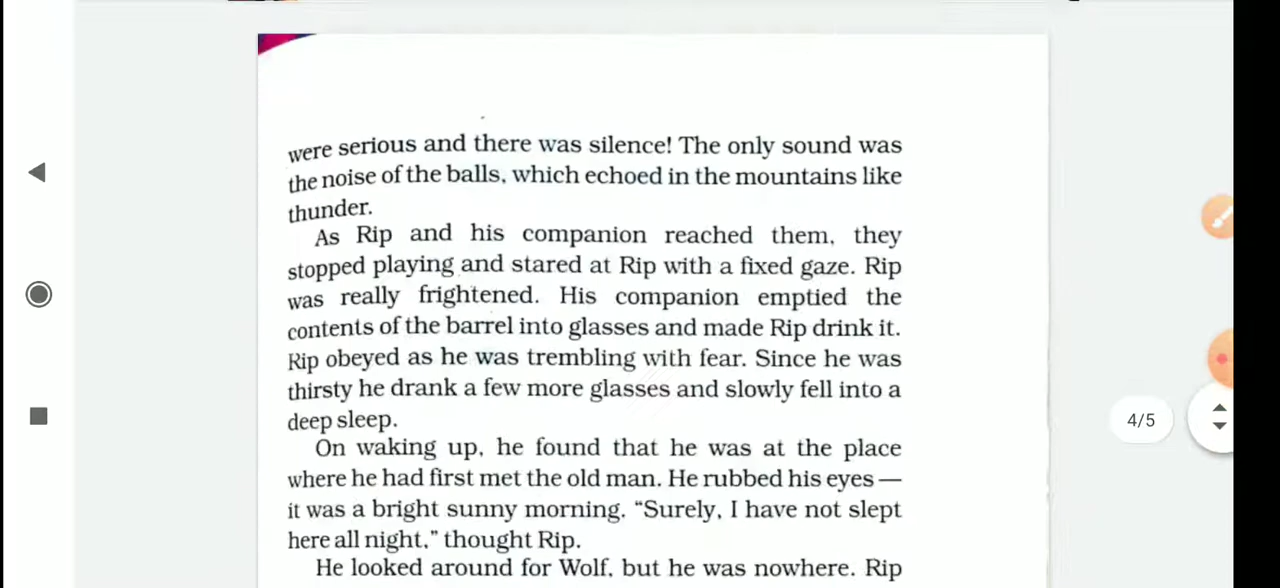 were serious and there was silence! The only sound was
the noise of the balls, which echoed in the mountains like
thunder.
As Rip and his companion reached them, they
stopped playing and stared at Rip with a fixed gaze. Rip
was really frightened. His companion emptied the
contents of the barrel into glasses and made Rip drink it.
Rip obeyed as he was trembling with fear. Since he was
thirsty he drank a few more glasses and slowly fell into a
deep sleep.
On waking up, he found that he was at the place
where he had first met the old man. He rubbed his eyes —
it was a bright sunny morning. “Surely, I have not slept
here all night,” thought Rip.
He looked around for Wolf, but he was nowhere. Rip
4/5